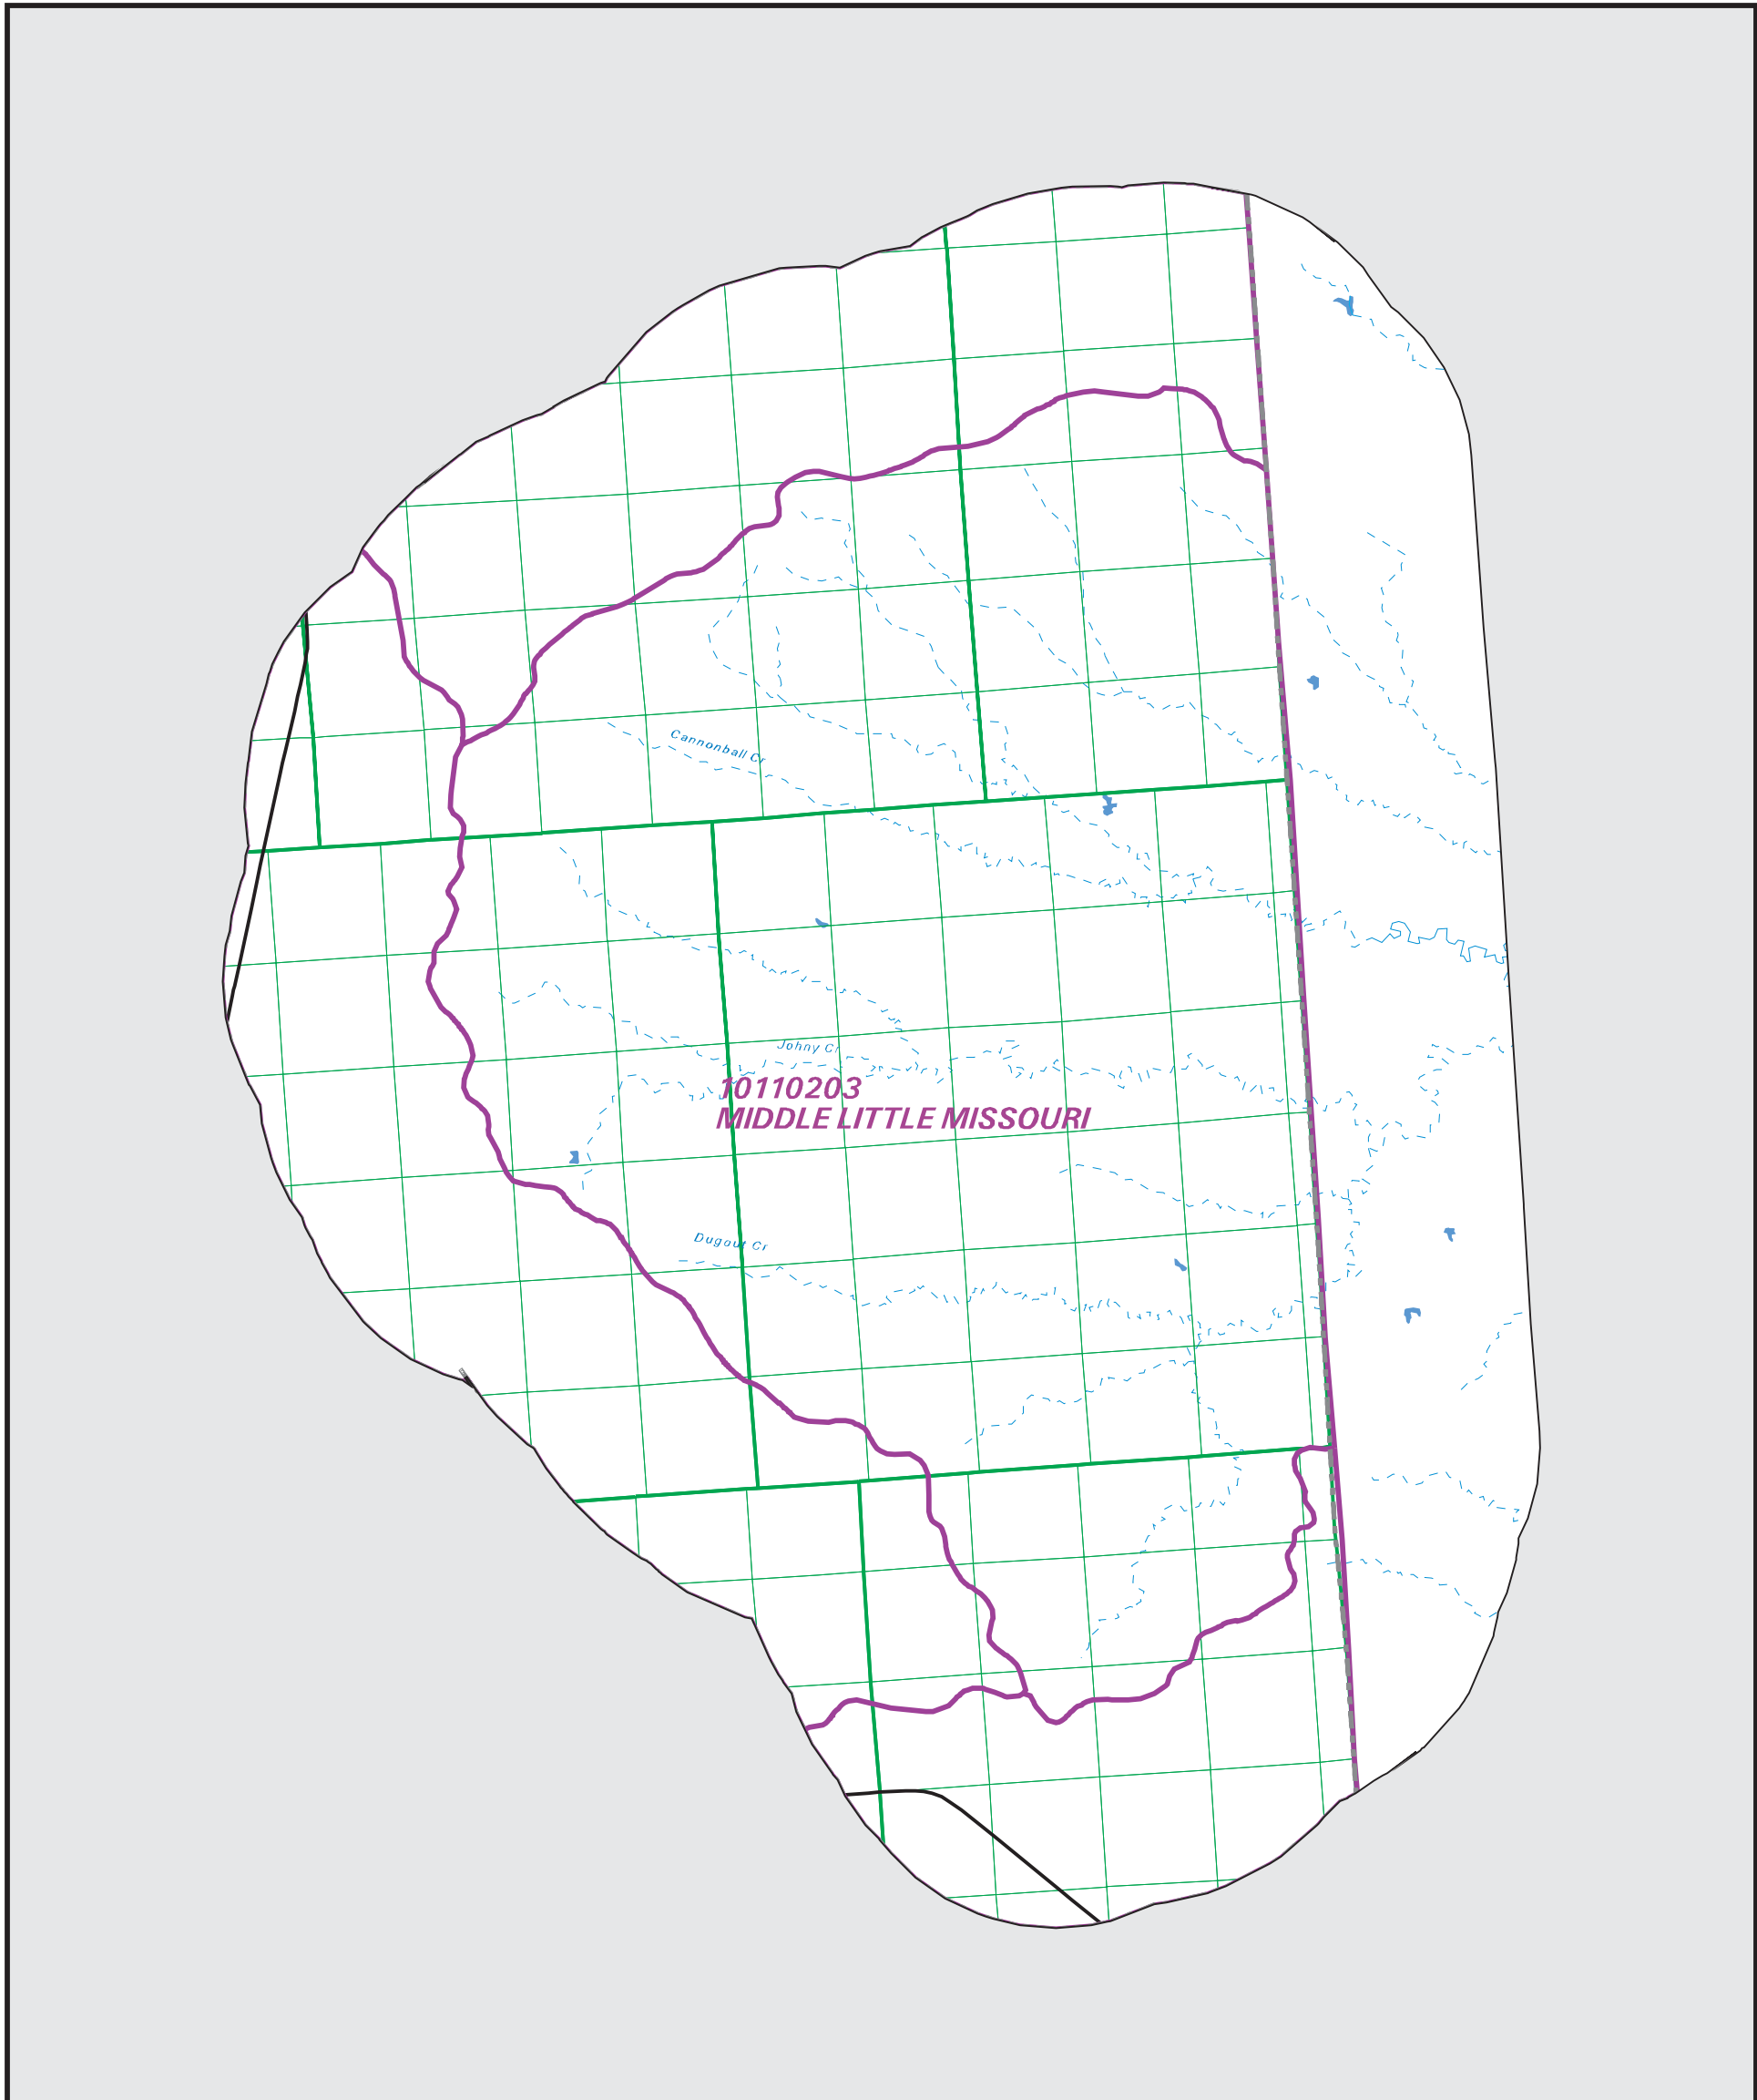 Cannonball Cr
Johny Cr
10110203
MIDDLE LITTLE MISSOURI
Dugout Cr